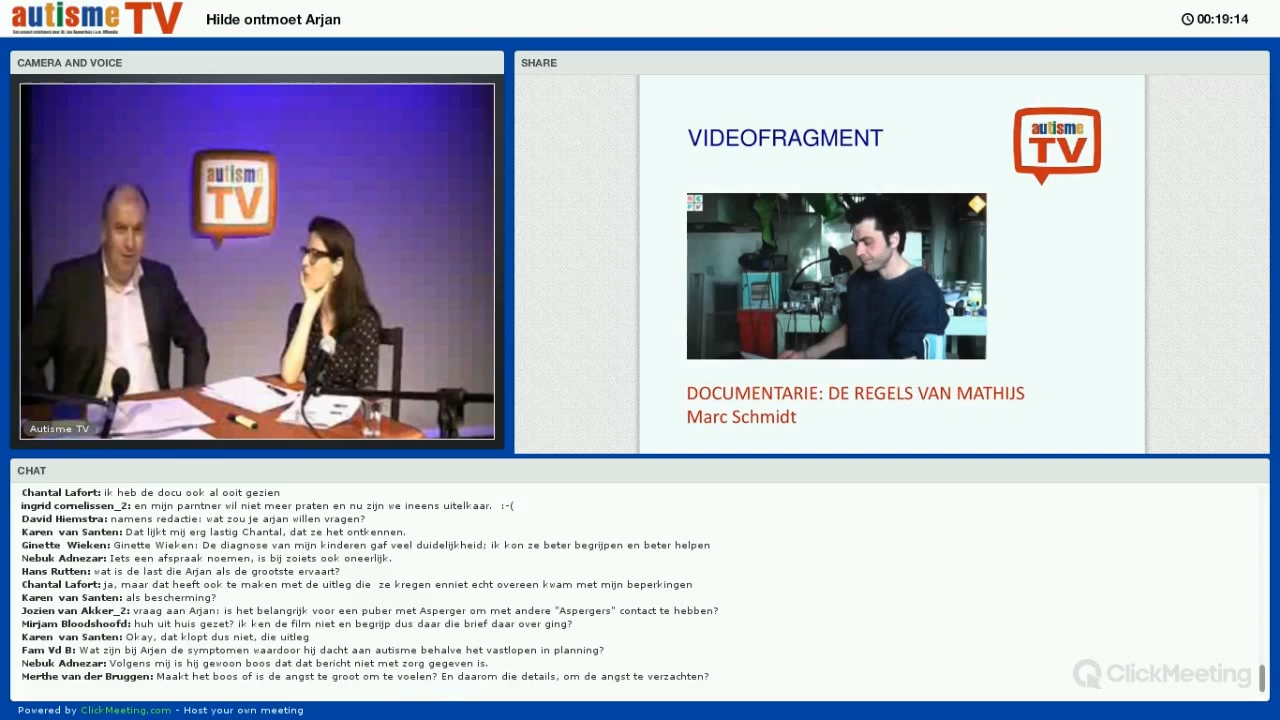 autisme TV
Hilde ontmoet Arjan
00:19:14
CAMERA AND VOICE
SHARE
autisme
TV
Autisme TV
VIDEOFRAGMENT
autisme
TV
DOCUMENTARIE: DE REGELS VAN MATHIJS
Marc Schmidt
CHAT
Chantal Lafort: ik heb de docu ook al ooit gezien
ingrid cornelissen_2: en mijn parntner wil niet meer praten en nu zijn we ineens uitelkaar.  :-(
David Hiemstra: namens redactie: wat zou je arjan willen vragen?
Karen  van Santen: Dat lijkt mij erg lastig Chantal, dat ze het ontkennen.
Ginette  Wieken: Ginette Wieken: De diagnose van mijn kinderen gaf veel duidelijkheid; ik kon ze beter begrijpen en beter helpen
Nebuk Adnezar: Iets een afspraak noemen, is bij zoiets ook oneerlijk.
Hans Rutten: wat is de last die Arjan als de grootste ervaart?
Chantal Lafort: ja, maar dat heeft ook te maken met de uitleg die  ze kregen enniet echt overeen kwam met mijn beperkingen
Karen  van Santen: als bescherming?
Jozien van Akker_2: vraag aan Arjan: is het belangrijk voor een puber met Asperger om met andere "Aspergers" contact te hebben?
Mirjam Bloodshoofd: huh uit huis gezet? ik ken de film niet en begrijp dus daar die brief daar over ging?
Karen  van Santen: Okay, dat klopt dus niet, die uitleg
Fam Vd B: Wat zijn bij Arjen de symptomen waardoor hij dacht aan autisme behalve het vastlopen in planning?
Nebuk Adnezar: Volgens mij is hij gewoon boos dat dat bericht niet met zorg gegeven is.
Merthe van der Bruggen: Maakt het boos of is de angst te groot om te voelen? En daarom die details, om de angst te verzachten?
ClickMeeting
Powered by ClickMeeting.com - Host your own meeting